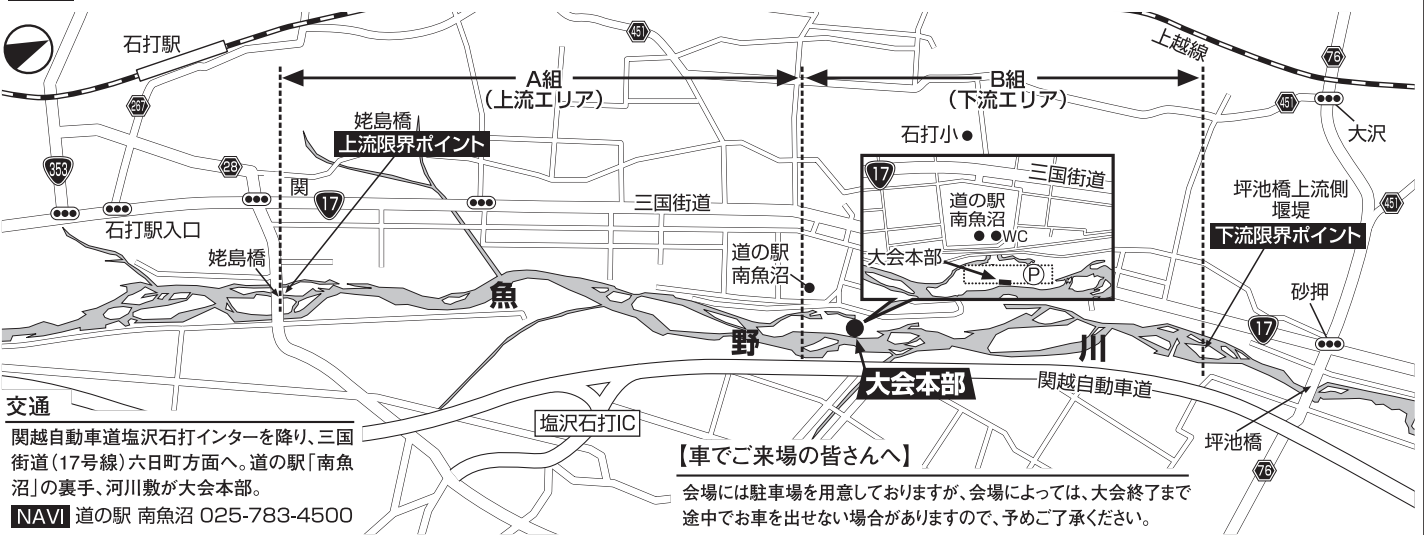 石打駅
451
上越線
76
267
A組
(上流エリア)
B組
(下流エリア)
451
大沢
姥島橋
上流限界ポイント
石打小
353
28
関
17
三国街道
石打駅入口
17
三国街道
道の駅
南魚沼
WC
大会本部
P
坪池橋上流側
堰堤
下流限界ポイント
451
姥島橋
道の駅
南魚沼
砂押
17
魚
野
川
大会本部
関越自動車道
塩沢石打IC
坪池橋
76
交通
関越自動車道塩沢石打インターを降り、三国
街道(17号線)六日町方面へ。道の駅「南魚
沼」の裏手、河川敷が大会本部。
NAVI 道の駅 南魚沼 025-783-4500
【車でご来場の皆さんへ】
会場には駐車場を用意しておりますが、会場によっては、大会終了まで
途中でお車を出せない場合がありますので、予めご了承ください。